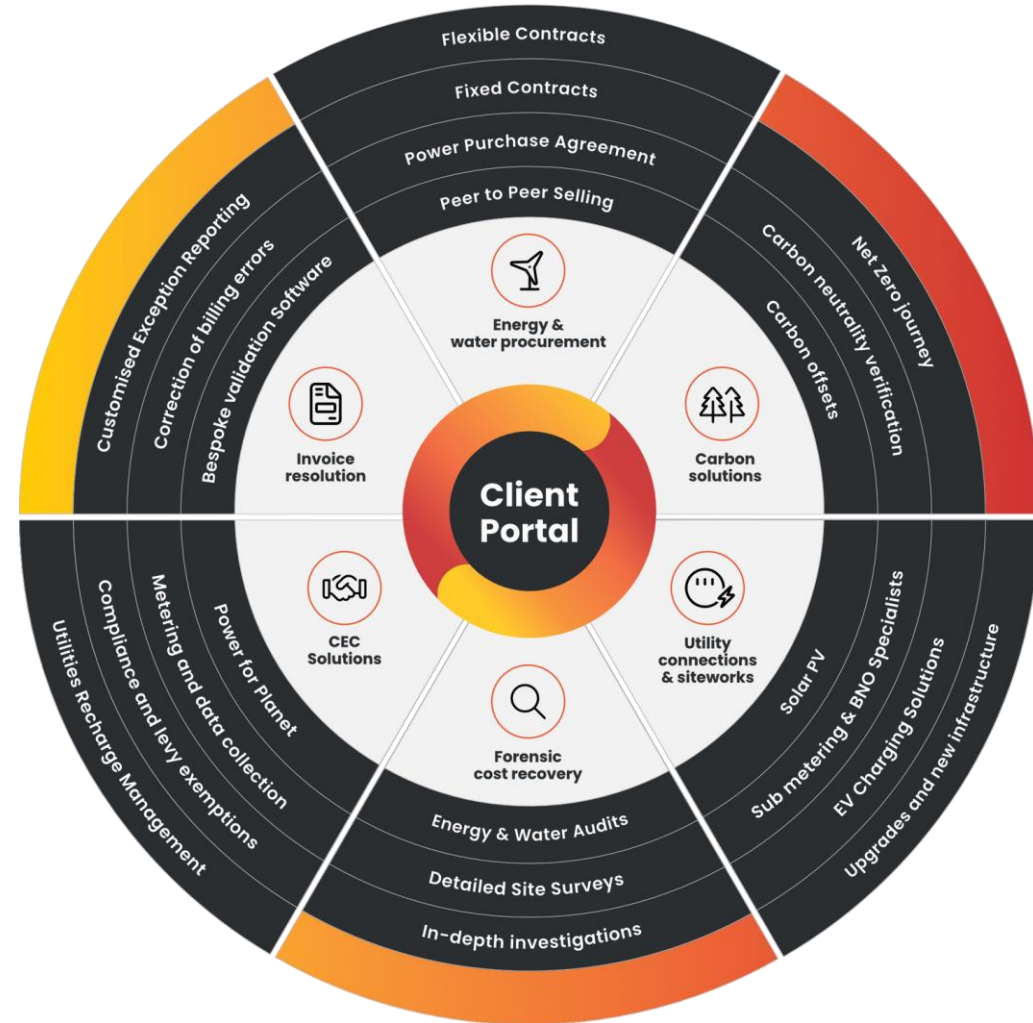 Flexible Contracts
Fixed Contracts
Power Purchase Agreement
Peer to Peer Selling
Energy &
water procurement
Net Zero journey
Carbon neutrality verification
Carbon offsets
Carbon
solutions
Upgrades and new infrastructure
EV Charging Solutions
Sub metering & BNO Specialists
Solar PV
Utility
connections
& siteworks
Forensic
cost recovery
Energy & Water Audits
Detailed Site Surveys
In-depth investigations
CEC
Solutions
Power for Planet
Metering and data collection
Compliance and levy exemptions
Utilities Recharge Management
Customised Exception Reporting
Correction of billing errors
Bespoke validation Software
Invoice
resolution
Client
Portal